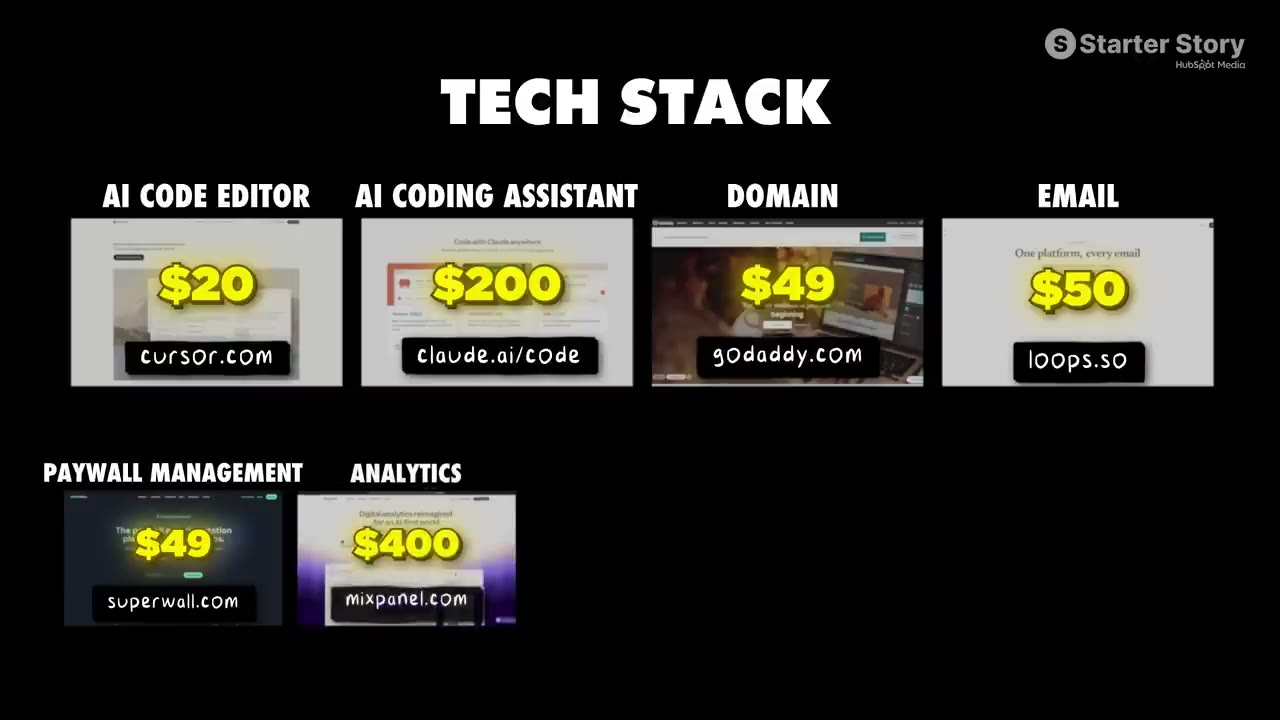 Starter Story
HubSpot Media
TECH STACK
AI CODE EDITOR
$20
cursor.com
AI CODING ASSISTANT
Code with Claude anywhere
$200
claude.ai/code
DOMAIN
$49
beginning
godaddy.com
EMAIL
One platform, every email
$50
loops.so
PAYWALL MANAGEMENT
$49
superwall.com
ANALYTICS
Digital analytics reimagined
for an AI-first world
$400
mixpanel.com